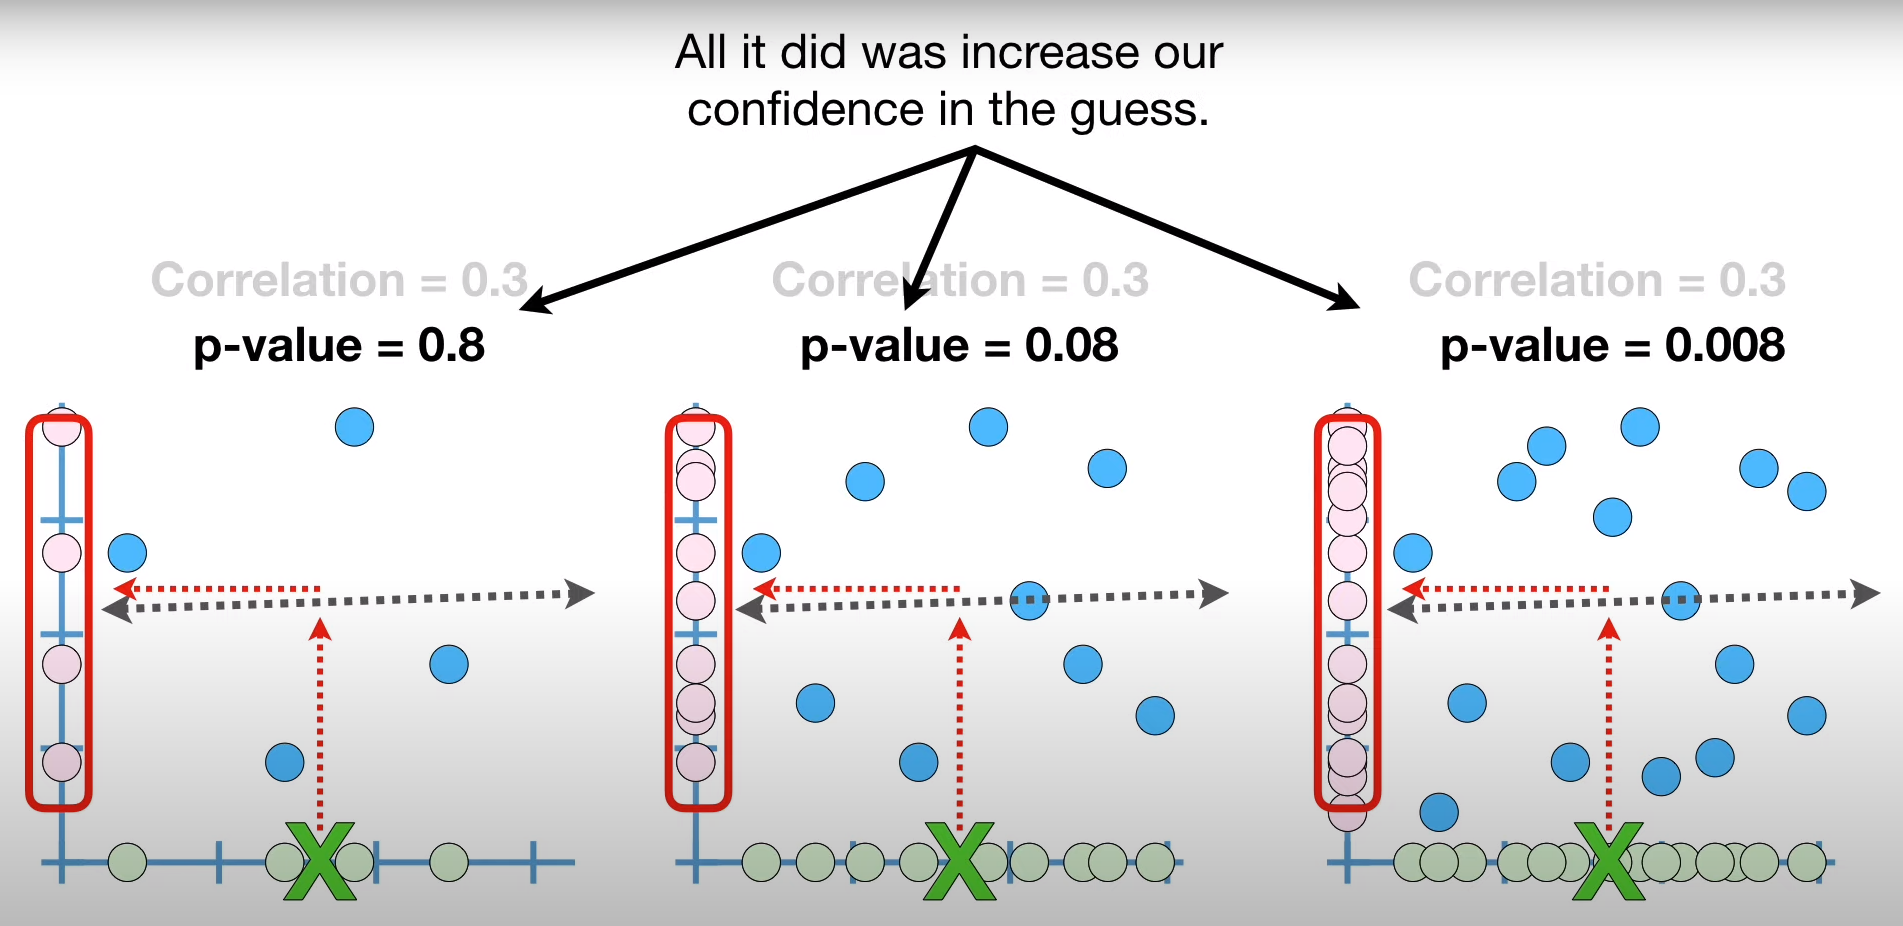 All it did was increase our
confidence in the guess.
Correlation = 0.3
p-value = 0.8
Correlation = 0.3
p-value = 0.08
Correlation = 0.3
p-value = 0.008
X
X
X